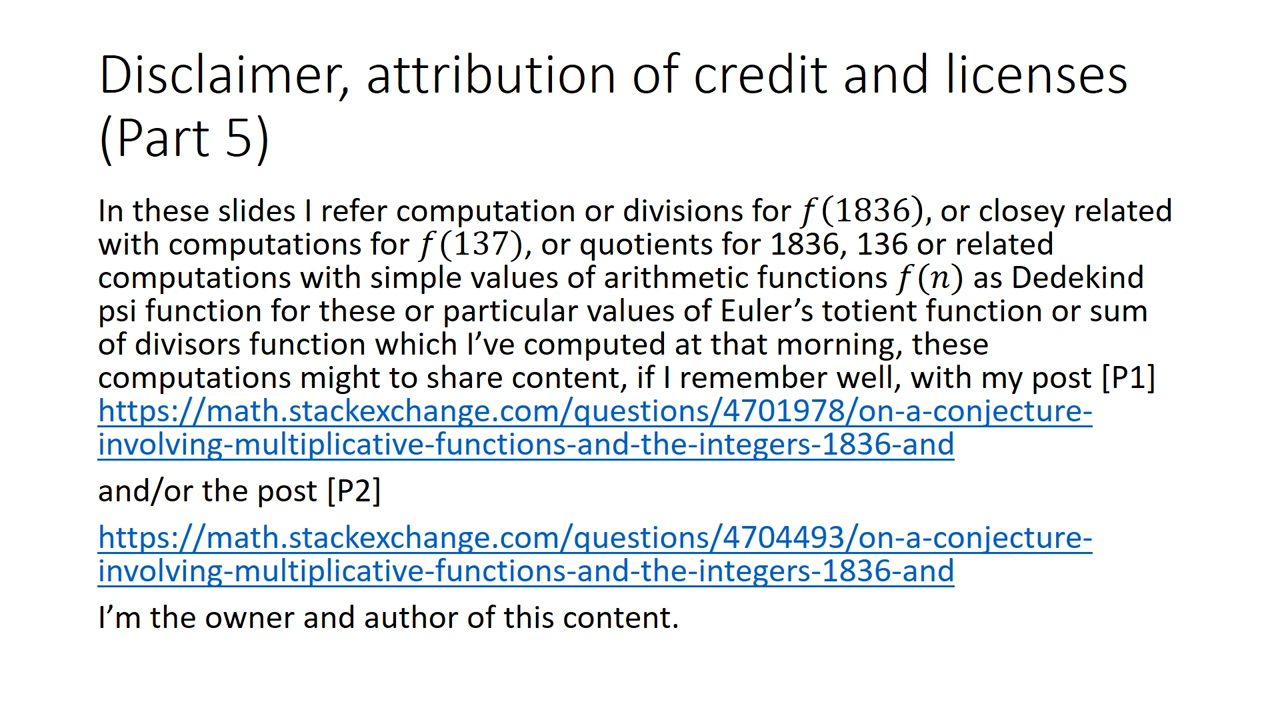 Disclaimer, attribution of credit and licenses
(Part 5)
In these slides I refer computation or divisions for f(1836), or closey related
with computations for f(137), or quotients for 1836, 136 or related
computations with simple values of arithmetic functions f(n) as Dedekind
psi function for these or particular values of Euler’s totient function or sum
of divisors function which I’ve computed at that morning, these
computations might to share content, if I remember well, with my post [P1]
https://math.stackexchange.com/questions/4701978/on-a-conjecture-
involving-multiplicative-functions-and-the-integers-1836-and
and/or the post [P2]
https://math.stackexchange.com/questions/4704493/on-a-conjecture-
involving-multiplicative-functions-and-the-integers-1836-and
I’m the owner and author of this content.